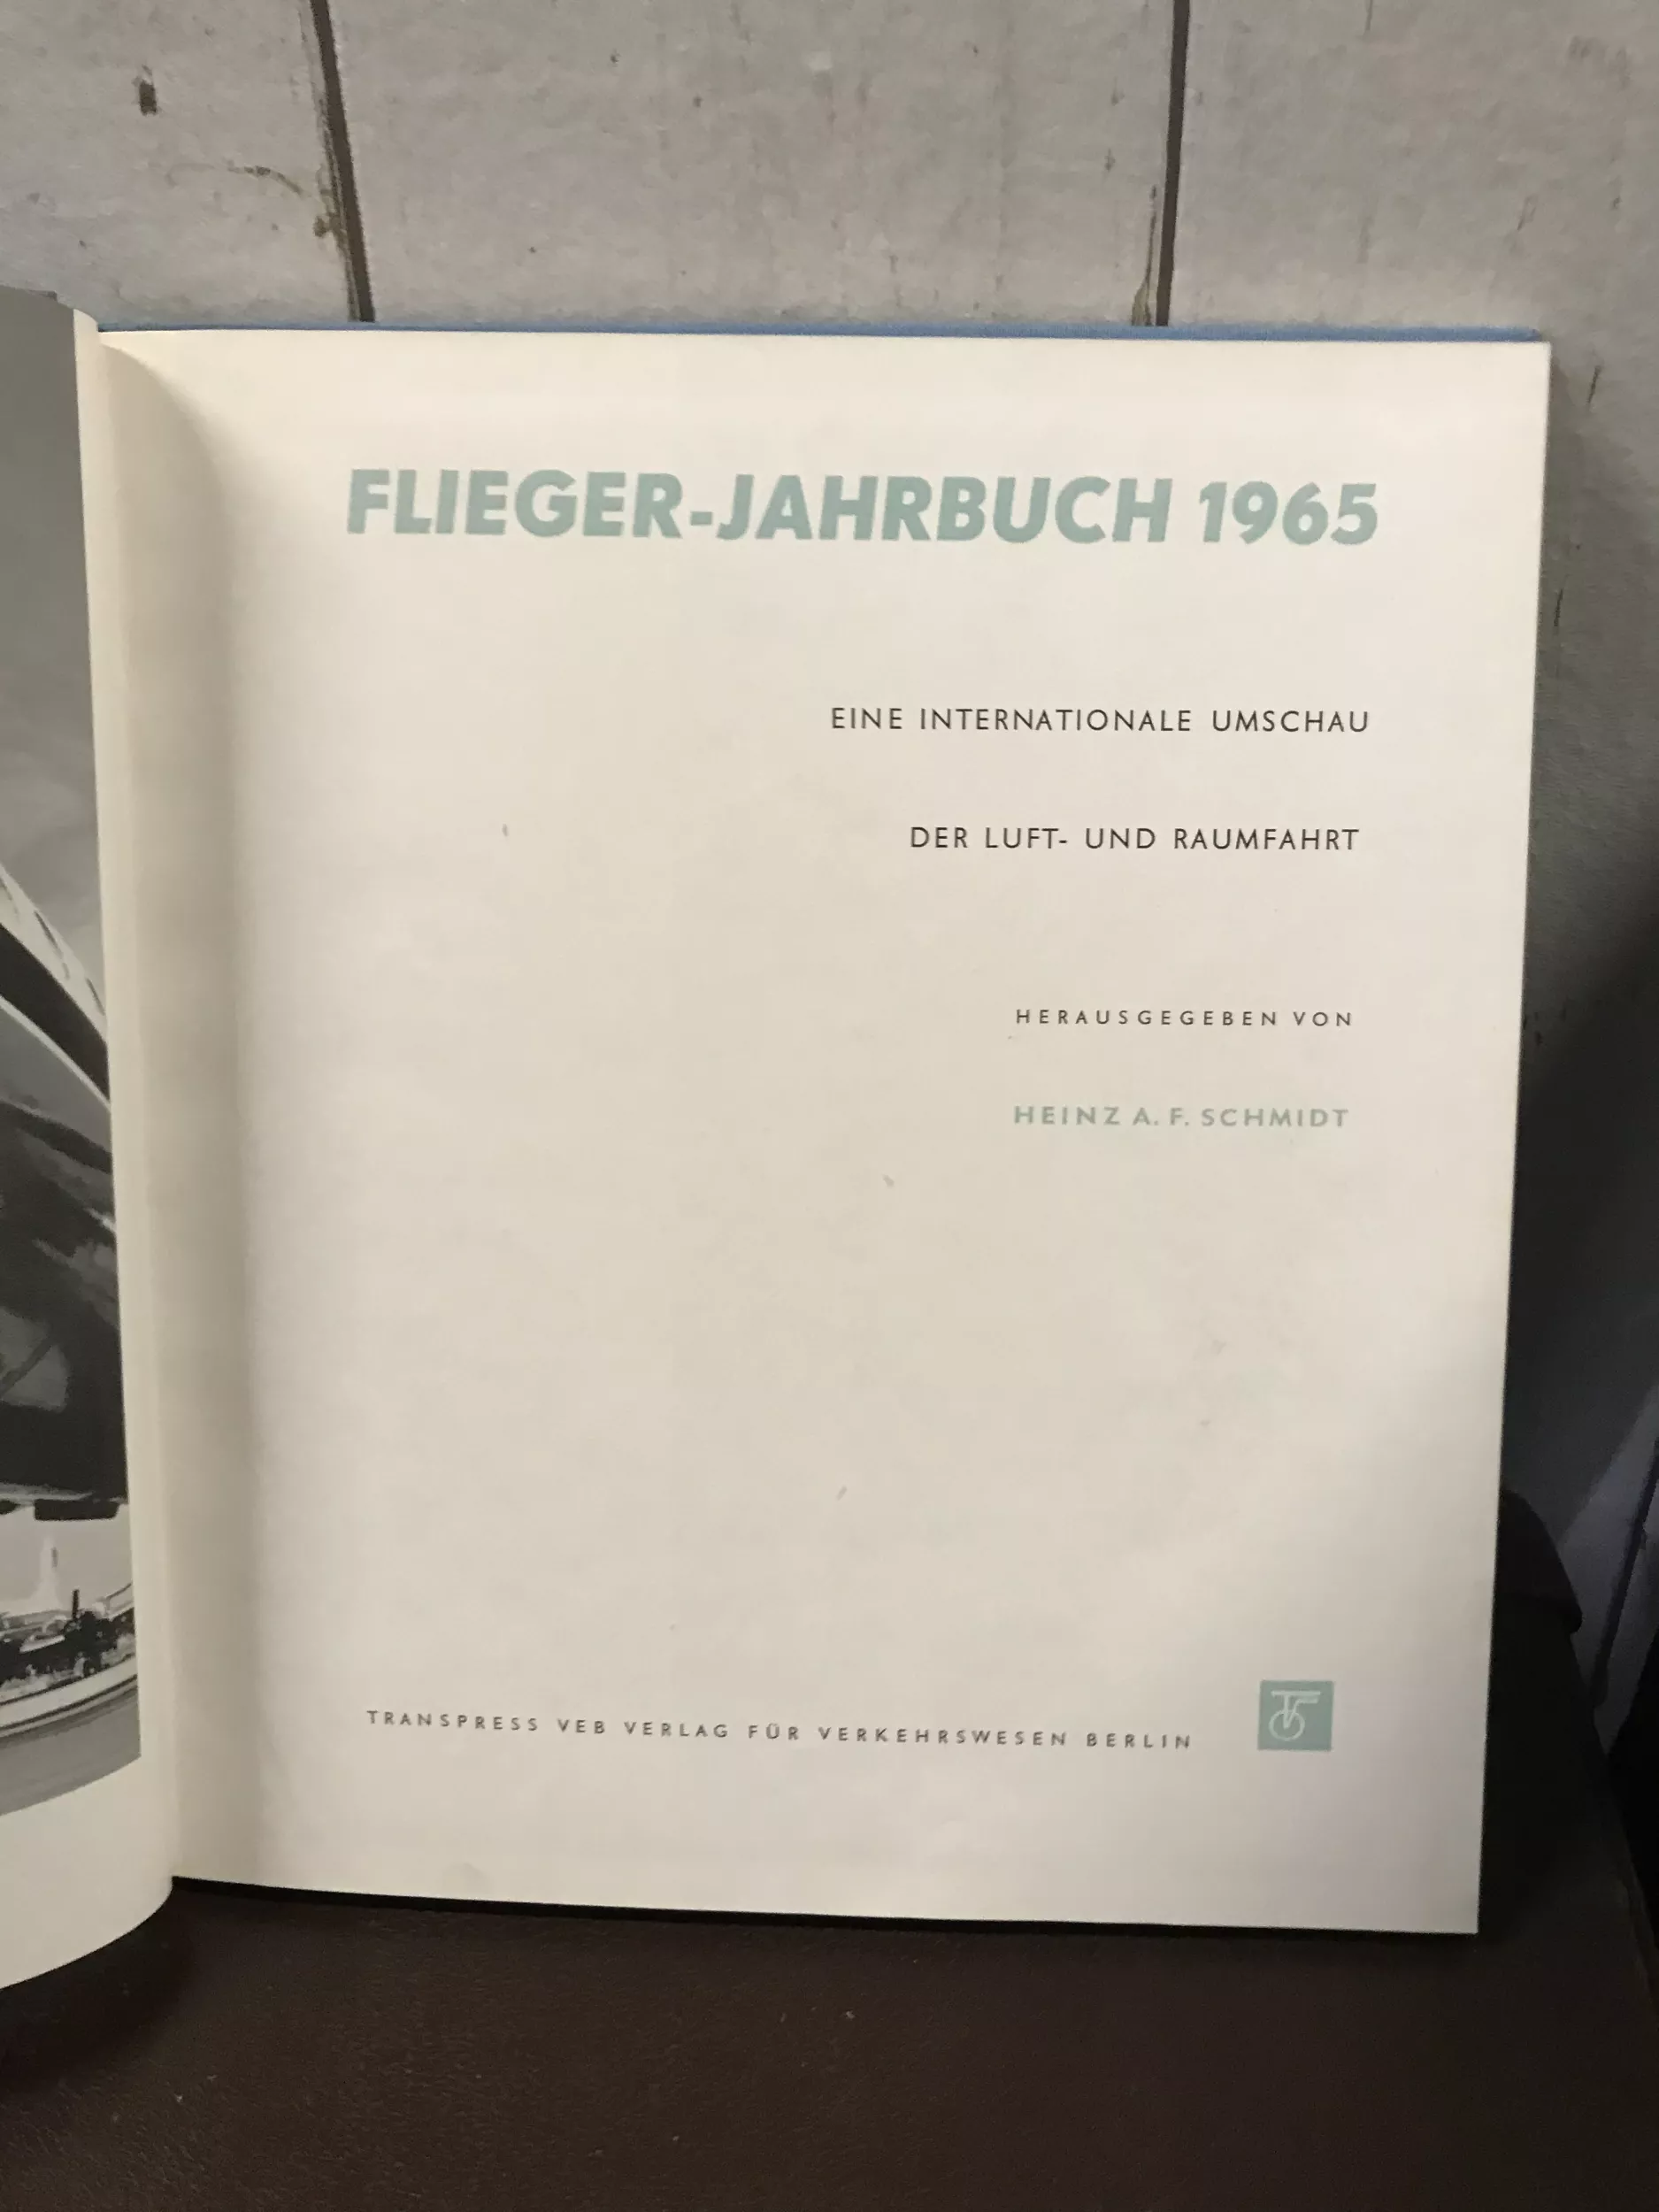 FLIEGER-JAHRBUCH 1965
EINE INTERNATIONALE UMSCHAU
DER LUFT- UND RAUMFAHRT
HERAUSGEGEBEN VON
HEINZ A. F. SCHMIDT
TRANSPRESS VEB VERLAG FÜR VERKEHRSWESEN BERLIN